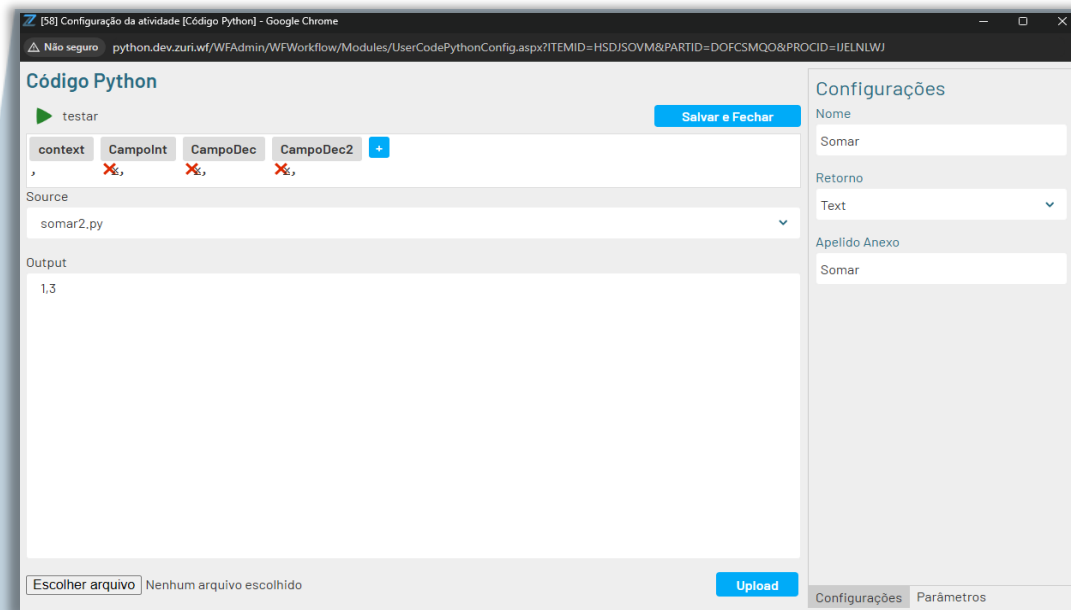 [58] Configuração da atividade [Código Python] - Google Chrome
Não seguro python.dev.zuri.wf/WFAdmin/WFWorkflow/Modules/UserCodePythonConfig.aspx?ITEMID=HSDJSOVM&PARTID=DOFCSMQO&PROCID=IJELNLWJ
Código Python
testar
Salvar e Fechar
context CampoInt CampoDec CampoDec2 +
, x, x, x,
Source
somar2.py
Output
1,3
Escolher arquivo Nenhum arquivo escolhido
Upload
Configurações
Nome
Somar
Retorno
Text
Apelido Anexo
Somar
Configurações Parâmetros